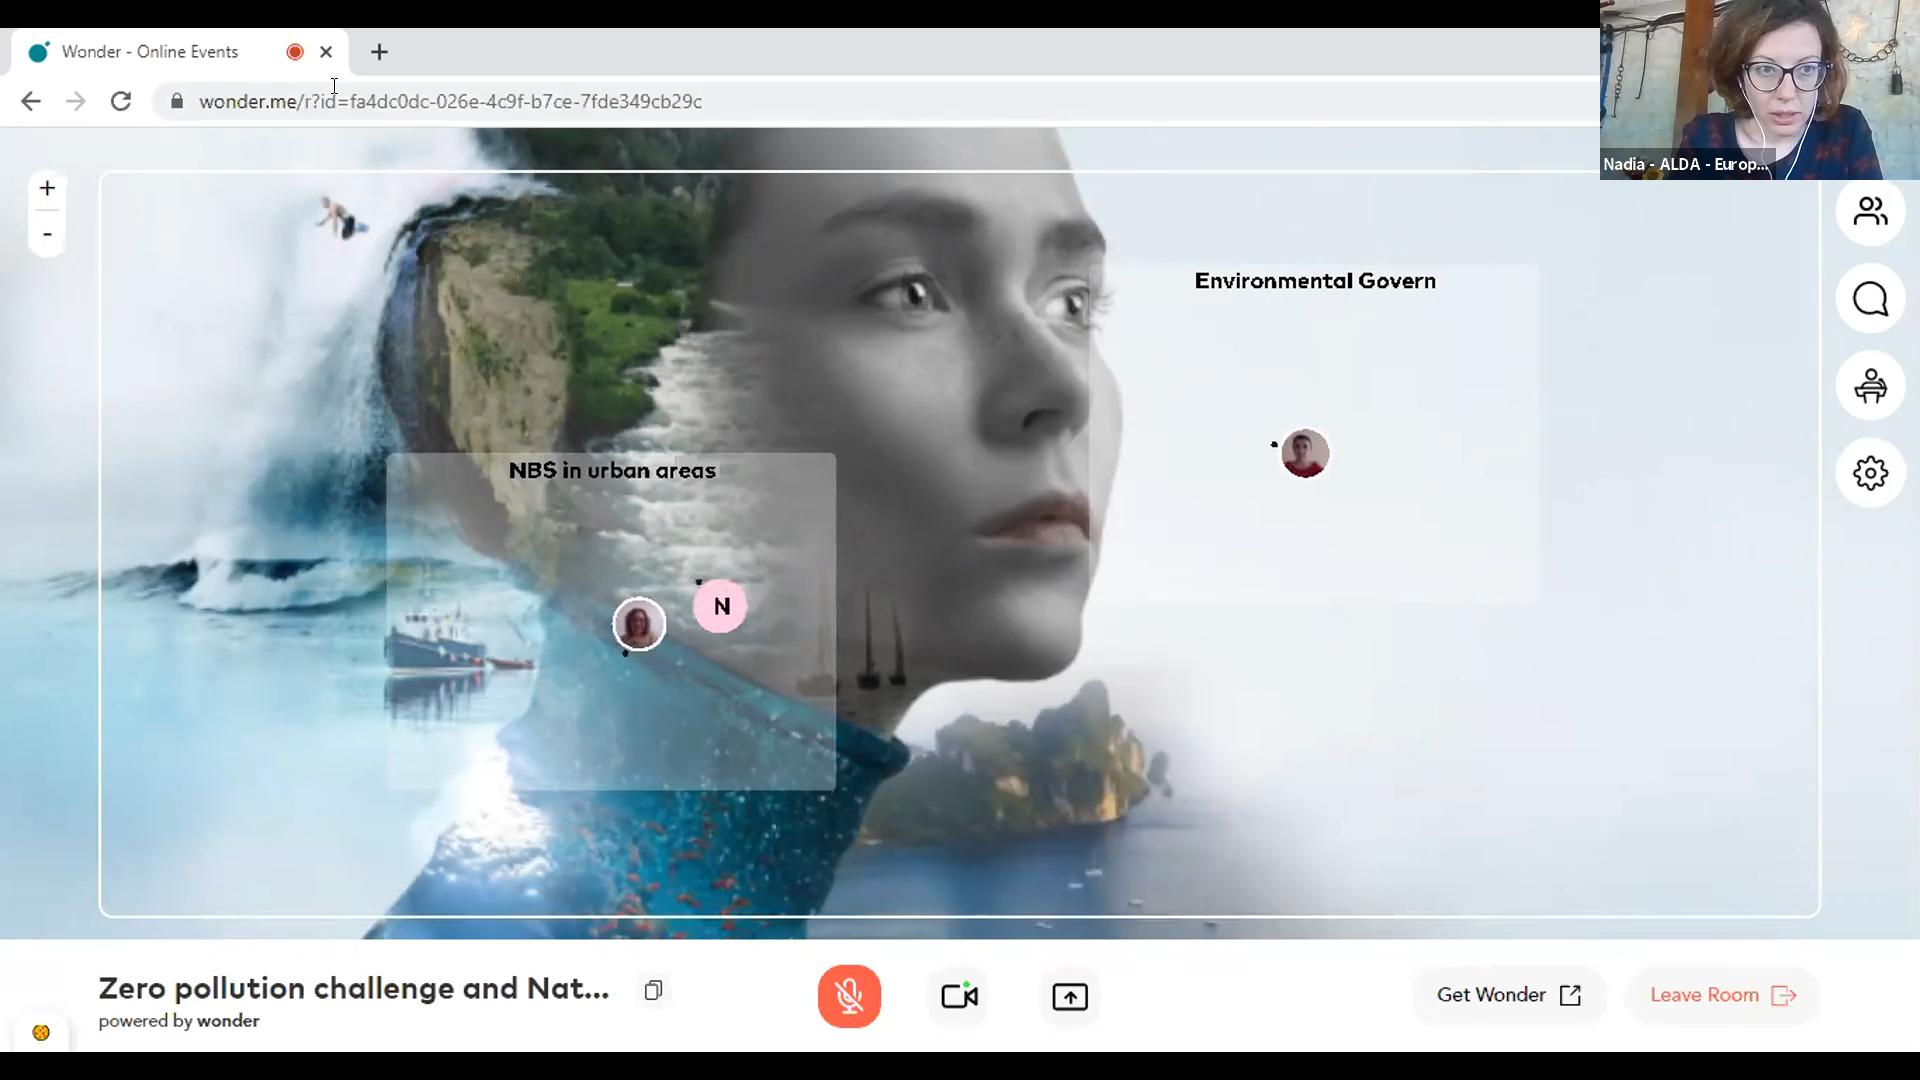 Wonder - Online Events
wonder.me/r?id=fa4dc0dc-026e-4c9f-b7ce-7fde349cb29c
Nadia - ALDA - Europ...
+
-
Environmental Govern
NBS in urban areas
N
Zero pollution challenge and Nat...
powered by wonder
Get Wonder
Leave Room